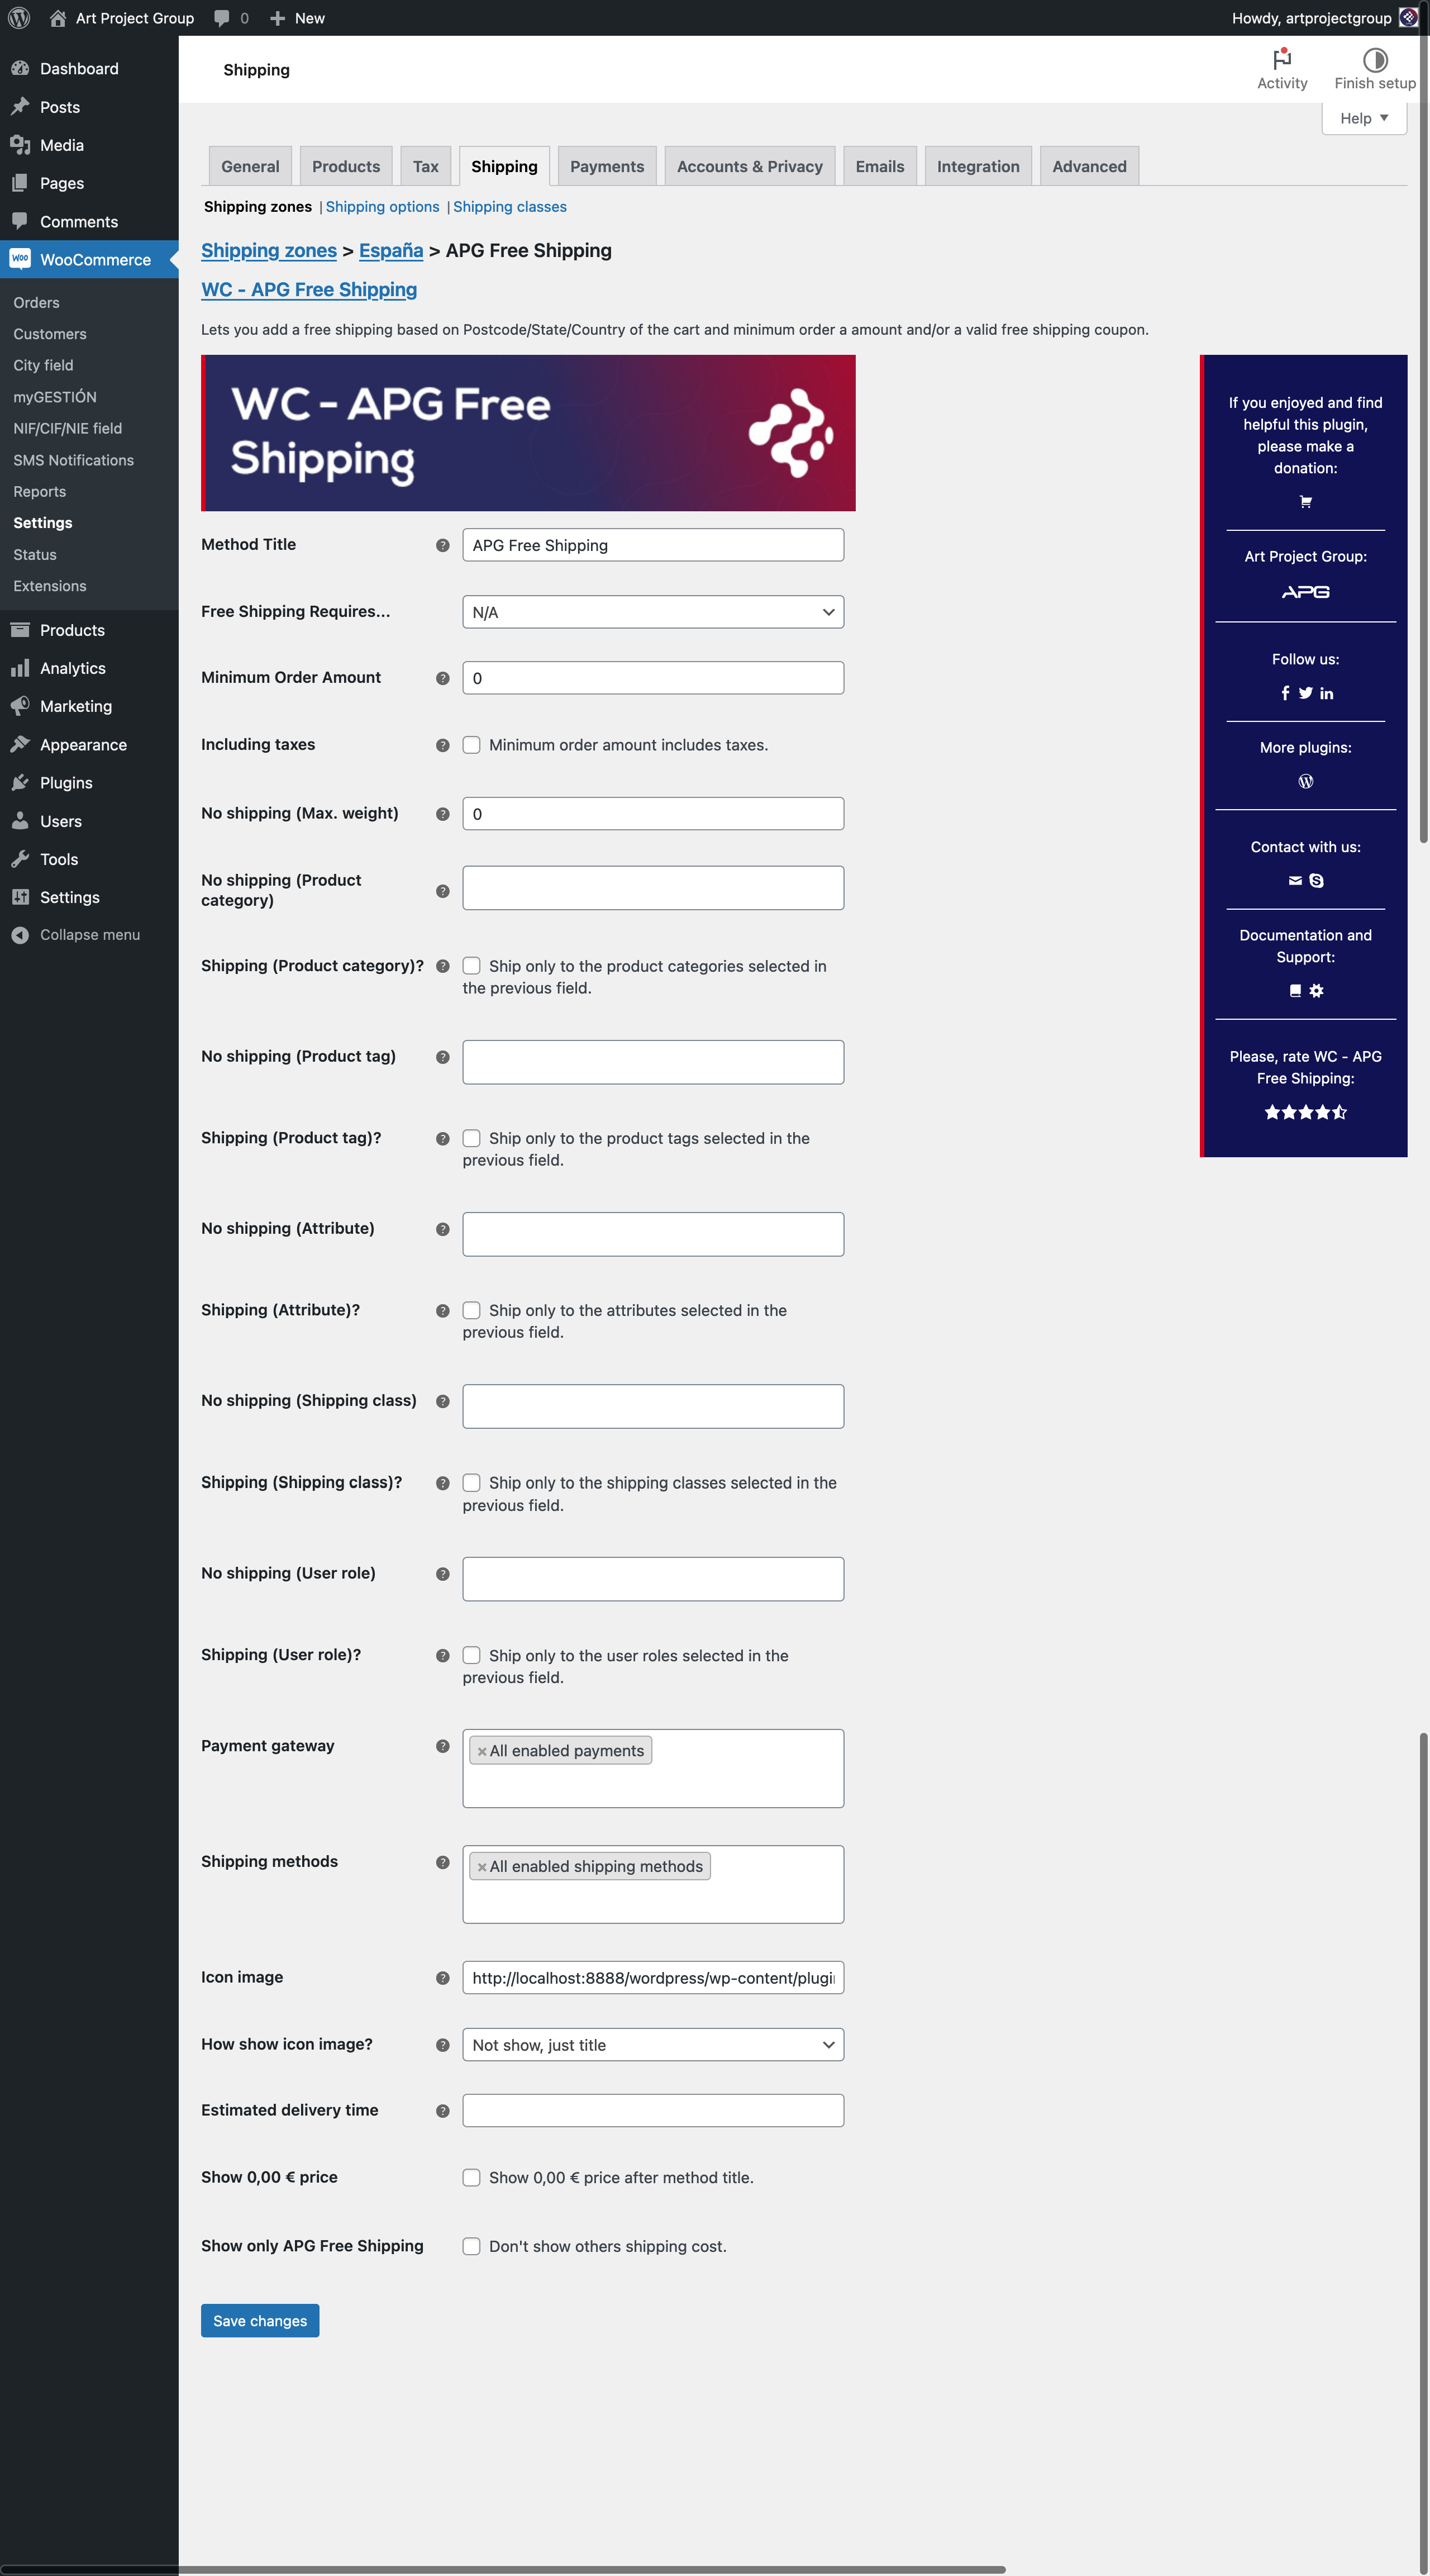 Art Project Group 0 New Howdy, artprojectgroup
Dashboard
Posts
Media
Pages
Comments
WooCommerce
Orders
Customers
City field
myGESTIÓN
NIF/CIF/NIE field
SMS Notifications
Reports
Settings
Status
Extensions
Products
Analytics
Marketing
Appearance
Plugins
Users
Tools
Settings
Collapse menu
Shipping
Activity
Finish setup
Help
General Products Tax Shipping Payments Accounts & Privacy Emails Integration Advanced
Shipping zones | Shipping options | Shipping classes
Shipping zones > España > APG Free Shipping
WC - APG Free Shipping
Lets you add a free shipping based on Postcode/State/Country of the cart and minimum order a amount and/or a valid free shipping coupon.
WC - APG Free
Shipping
Method Title ? APG Free Shipping
Free Shipping Requires... N/A
Minimum Order Amount ? 0
Including taxes ? Minimum order amount includes taxes.
No shipping (Max. weight) ? 0
No shipping (Product
category) ?
Shipping (Product category)? ? Ship only to the product categories selected in
the previous field.
No shipping (Product tag) ?
Shipping (Product tag)? ? Ship only to the product tags selected in the
previous field.
No shipping (Attribute) ?
Shipping (Attribute)? ? Ship only to the attributes selected in the
previous field.
No shipping (Shipping class) ?
Shipping (Shipping class)? ? Ship only to the shipping classes selected in the
previous field.
No shipping (User role) ?
Shipping (User role)? ? Ship only to the user roles selected in the
previous field.
Payment gateway ? ×All enabled payments
Shipping methods ? ×All enabled shipping methods
Icon image ? http://localhost:8888/wordpress/wp-content/plugi
How show icon image? ? Not show, just title
Estimated delivery time ?
Show 0,00 € price Show 0,00 € price after method title.
Show only APG Free Shipping Don't show others shipping cost.
Save changes
If you enjoyed and find
helpful this plugin,
please make a
donation:
Art Project Group:
APG
Follow us:
More plugins:
Contact with us:
Documentation and
Support:
Please, rate WC - APG
Free Shipping: